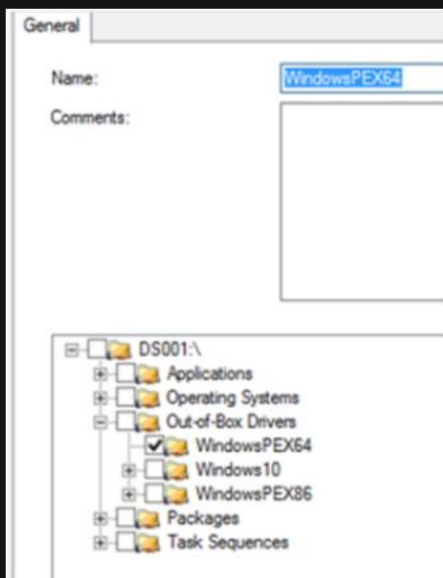 General
Name: WindowsPEX64
Comments:
DS001:\
Applications
Operating Systems
Out-of-Box Drivers
WindowsPEX64
Windows10
WindowsPEX86
Packages
Task Sequences